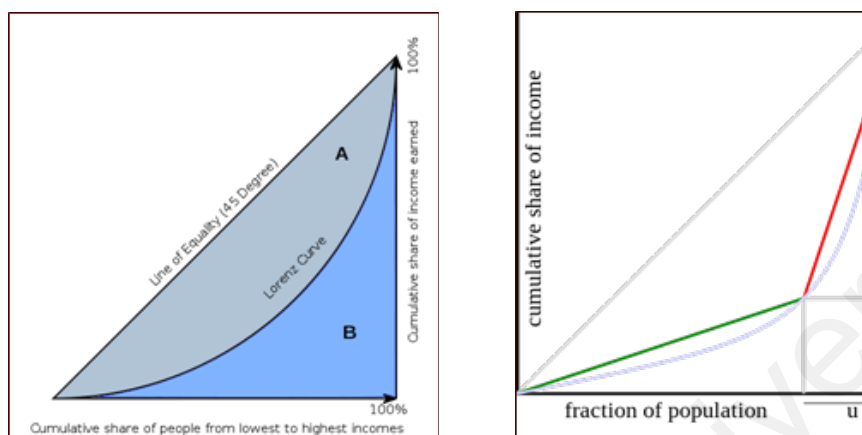 100%
Line of Equality (45 Degree)
A
Lorenz Curve
B
Cumulative share of income earned
100%
Cumulative share of people from lowest to highest incomes
cumulative share of income
fraction of population
u